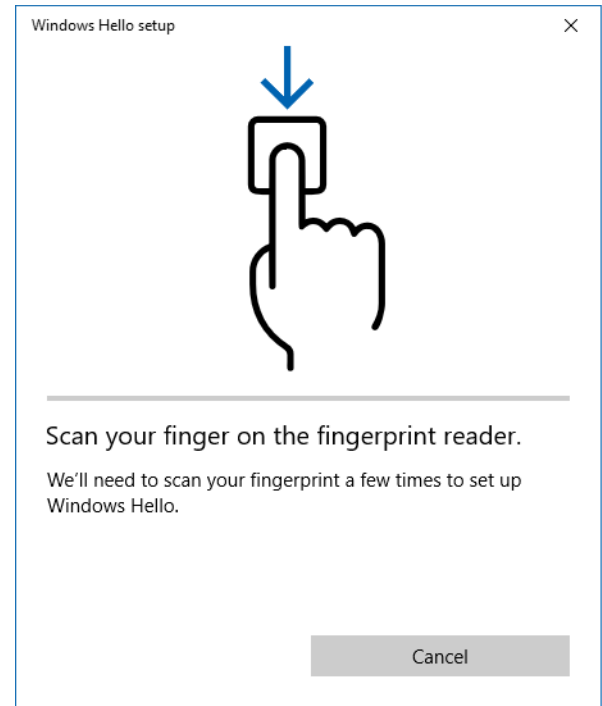 Windows Hello setup
Scan your finger on the fingerprint reader.
We’ll need to scan your fingerprint a few times to set up
Windows Hello.
Cancel